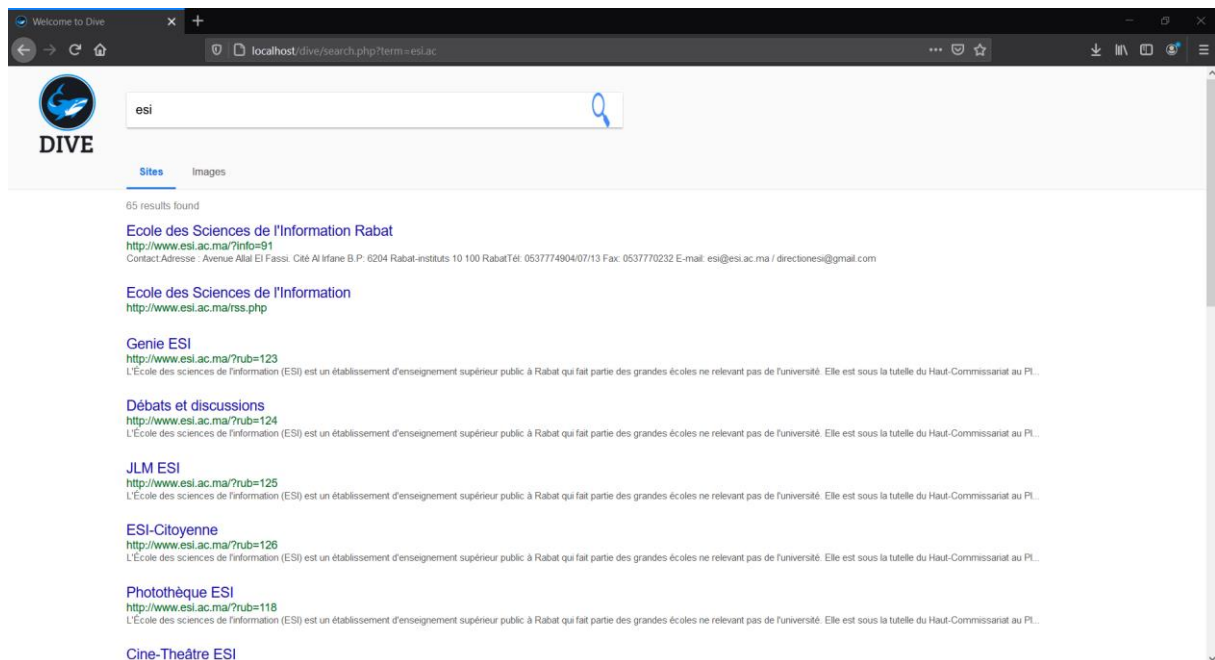 Welcome to Dive
localhost/dive/search.php?term=esi.ac
esi
DIVE
Sites Images
65 results found
Ecole des Sciences de l'Information Rabat
http://www.esi.ac.ma/?info=91
Contact:Adresse : Avenue Allal El Fassi. Cité Al Irfane B.P: 6204 Rabat-instituts 10 100 RabatTél: 0537774904/07/13 Fax: 0537770232 E-mail: esi@esi.ac.ma / directionesi@gmail.com
Ecole des Sciences de l'Information
http://www.esi.ac.ma/rss.php
Genie ESI
http://www.esi.ac.ma/?rub=123
L'École des sciences de l'information (ESI) est un établissement d'enseignement supérieur public à Rabat qui fait partie des grandes écoles ne relevant pas de l'université. Elle est sous la tutelle du Haut-Commissariat au Pl...
Débats et discussions
http://www.esi.ac.ma/?rub=124
L'École des sciences de l'information (ESI) est un établissement d'enseignement supérieur public à Rabat qui fait partie des grandes écoles ne relevant pas de l'université. Elle est sous la tutelle du Haut-Commissariat au Pl...
JLM ESI
http://www.esi.ac.ma/?rub=125
L'École des sciences de l'information (ESI) est un établissement d'enseignement supérieur public à Rabat qui fait partie des grandes écoles ne relevant pas de l'université. Elle est sous la tutelle du Haut-Commissariat au Pl...
ESI-Citoyenne
http://www.esi.ac.ma/?rub=126
L'École des sciences de l'information (ESI) est un établissement d'enseignement supérieur public à Rabat qui fait partie des grandes écoles ne relevant pas de l'université. Elle est sous la tutelle du Haut-Commissariat au Pl...
Photothèque ESI
http://www.esi.ac.ma/?rub=118
L'École des sciences de l'information (ESI) est un établissement d'enseignement supérieur public à Rabat qui fait partie des grandes écoles ne relevant pas de l'université. Elle est sous la tutelle du Haut-Commissariat au Pl...
Cine-Theâtre ESI